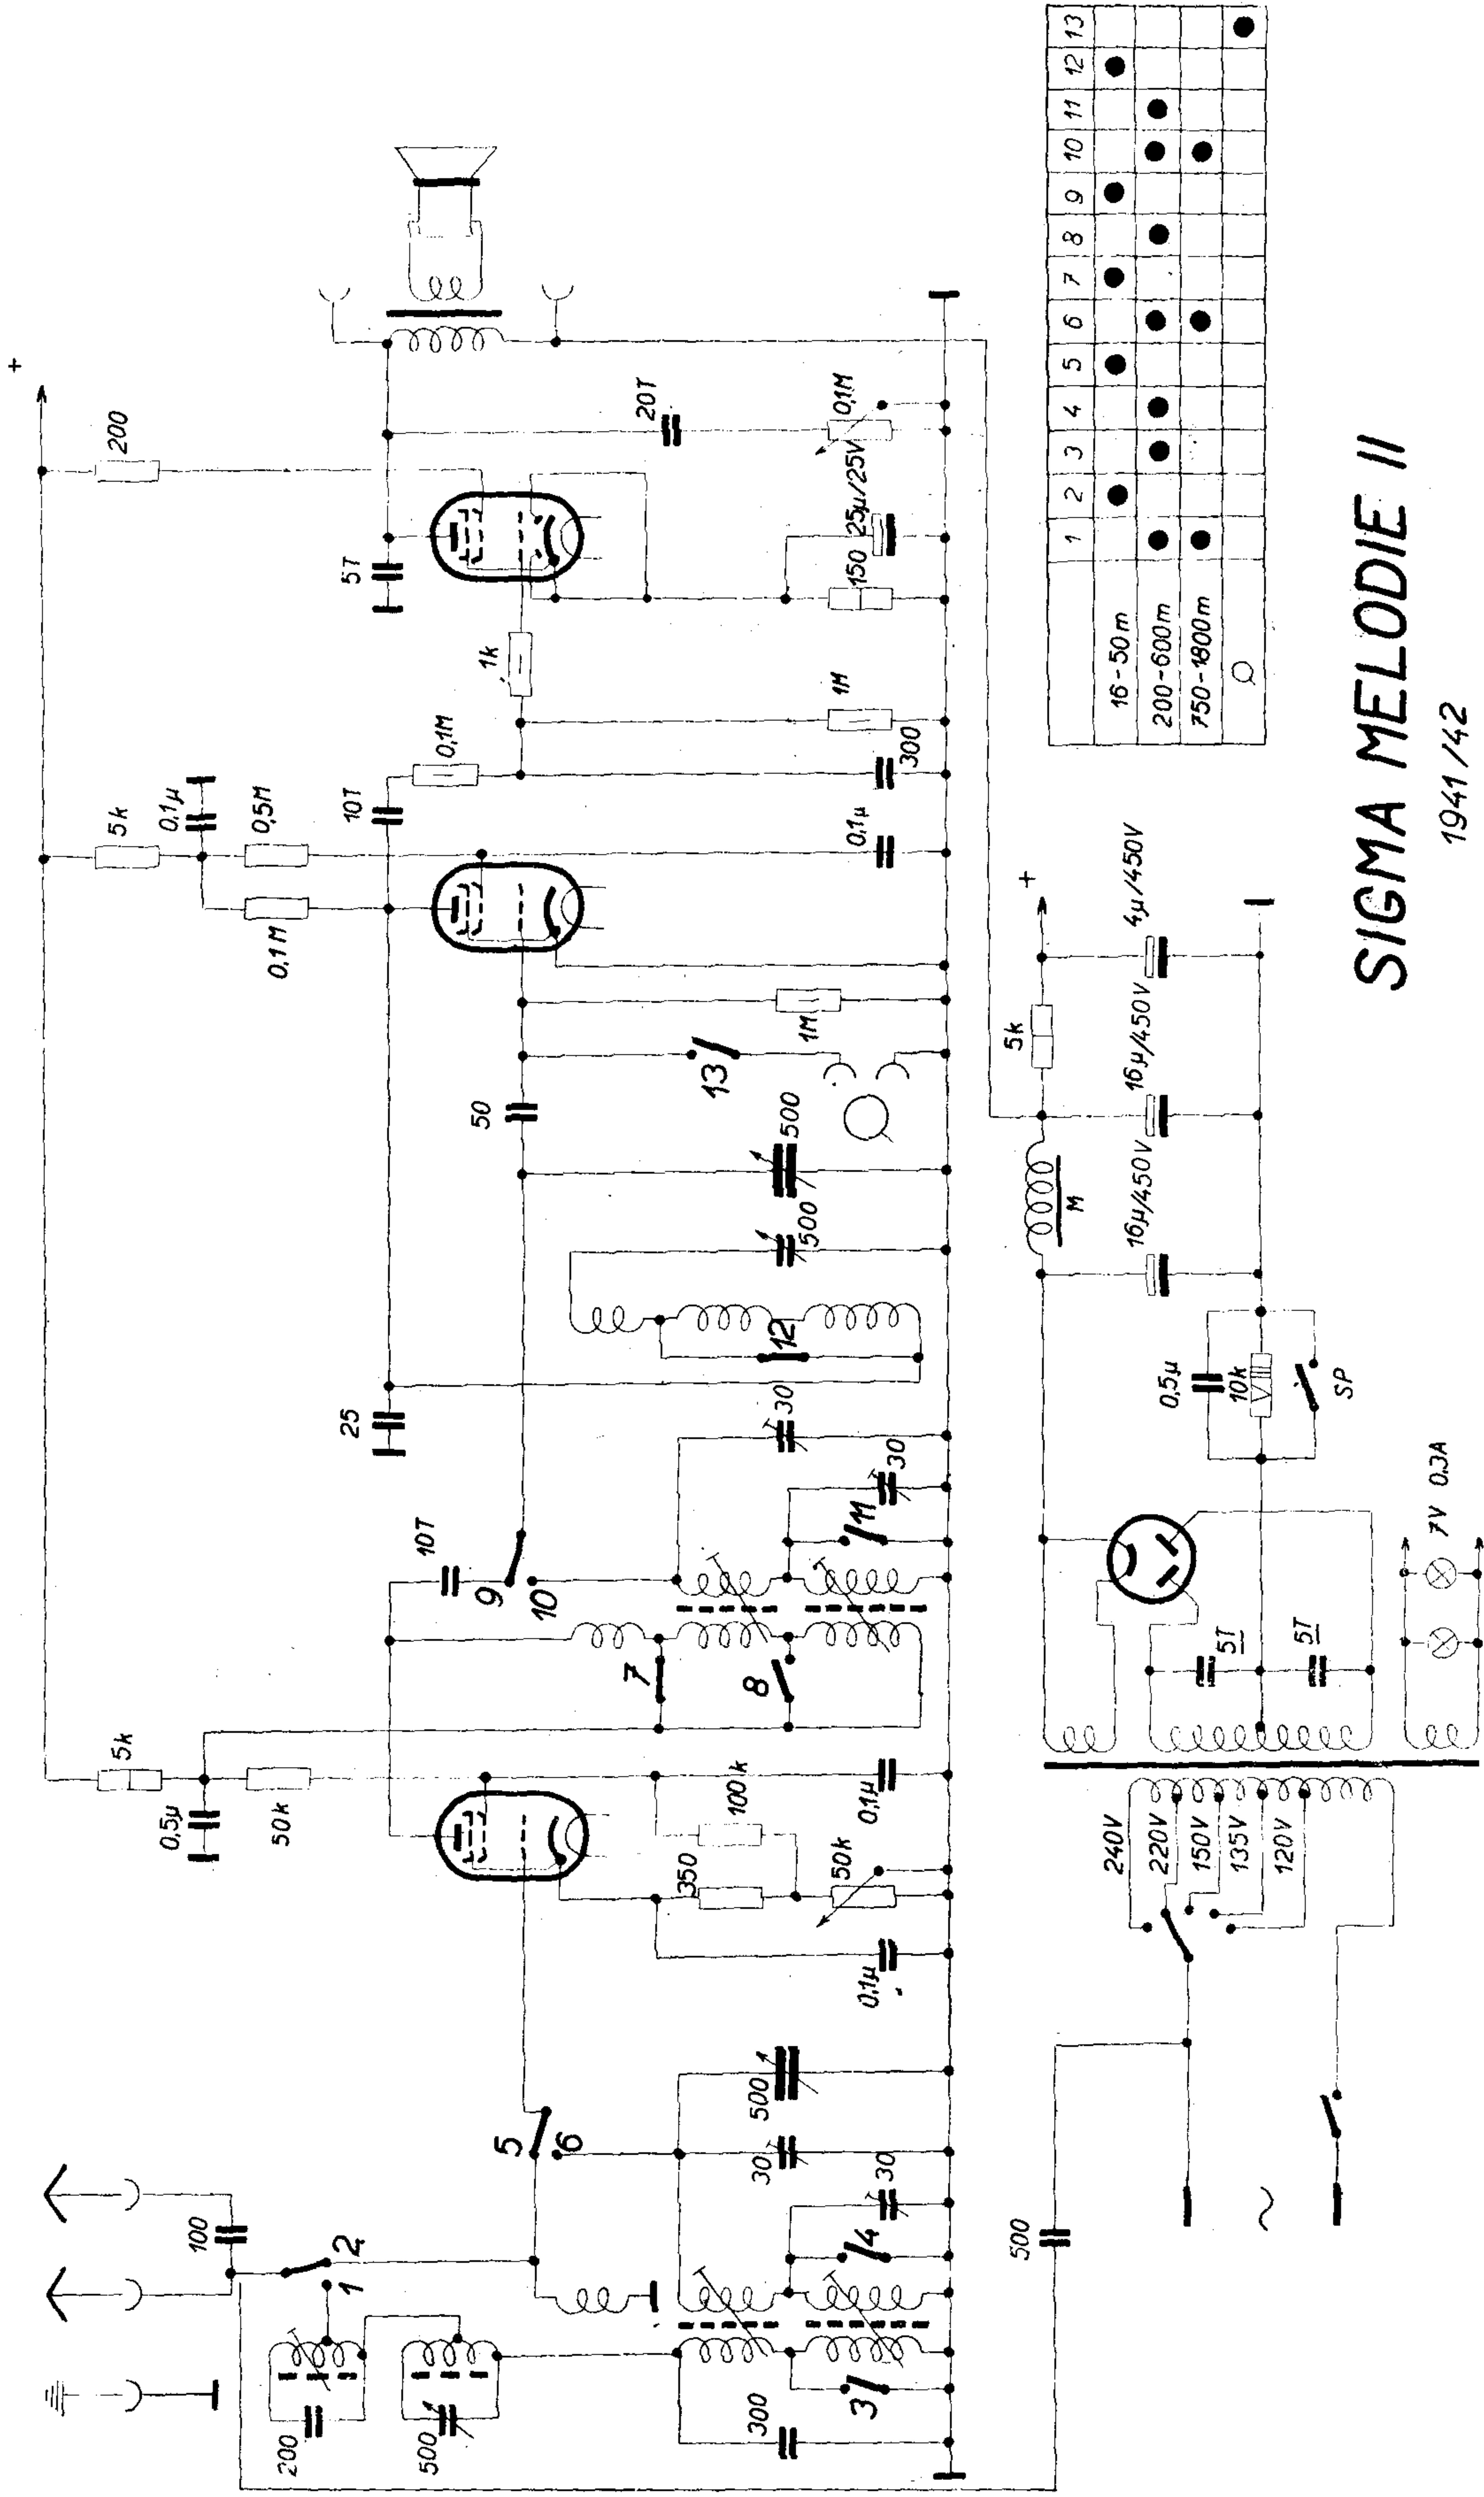 +
200
5k
0,1µ
0,5M
0,1M
10T
0,1M
5T
1k
1M
300
0,1µ
150
25µ/25V
20T
0,1M
50
1M
13
500
500
12
25
30
30
11
10T
9
10
7
8
5k
0,5µ
50k
100k
0,1µ
350
50k
0,1µ
5
6
500
30
30
4
100
2
1
200
500
300
3
500
~
240V
220V
150V
135V
120V
5T
5T
7V 0,3A
0,5µ
10k
V
SP
M
5k
+
16µ/450V
16µ/450V
4µ/450V
1 2 3 4 5 6 7 8 9 10 11 12 13
16-50m
200-600m
750-1800m
SIGMA MELODIE II
1941/42